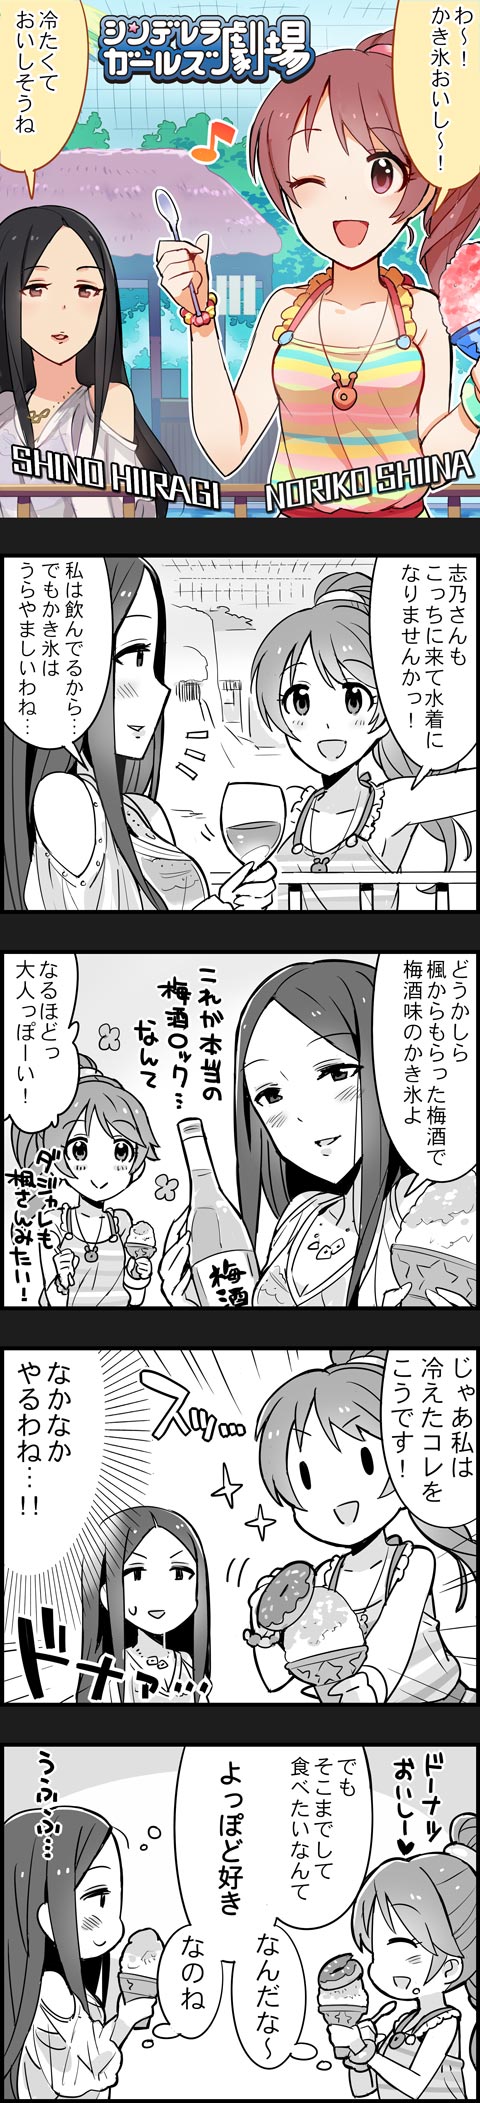 シンデレラ
ガールズ劇場
わ～！
かき氷おいし～！
冷たくて
おいしそうね
SHINO HIIRAGI
NORIKO SHIINA
志乃さんも
こっちに来て水着に
なりませんかっ！
私は飲んでるから…
でもかき氷は
うらやましいわね…
どうかしら
楓からもらった梅酒で
梅酒味のかき氷よ
これが本当の
梅酒ロック…
なんて
梅酒
なるほどっ
大人っぽーい！
ダジャレも
楓さんみたい！
じゃあ私は
冷えたコレを
こうです！
スッ…
なかなか
やるわね…！！
ドナァ…
ドーナツ
おいしー♥
でも
そこまでして
食べたいなんて
よっぽど好き
なんだな～
なのね
うふふ…